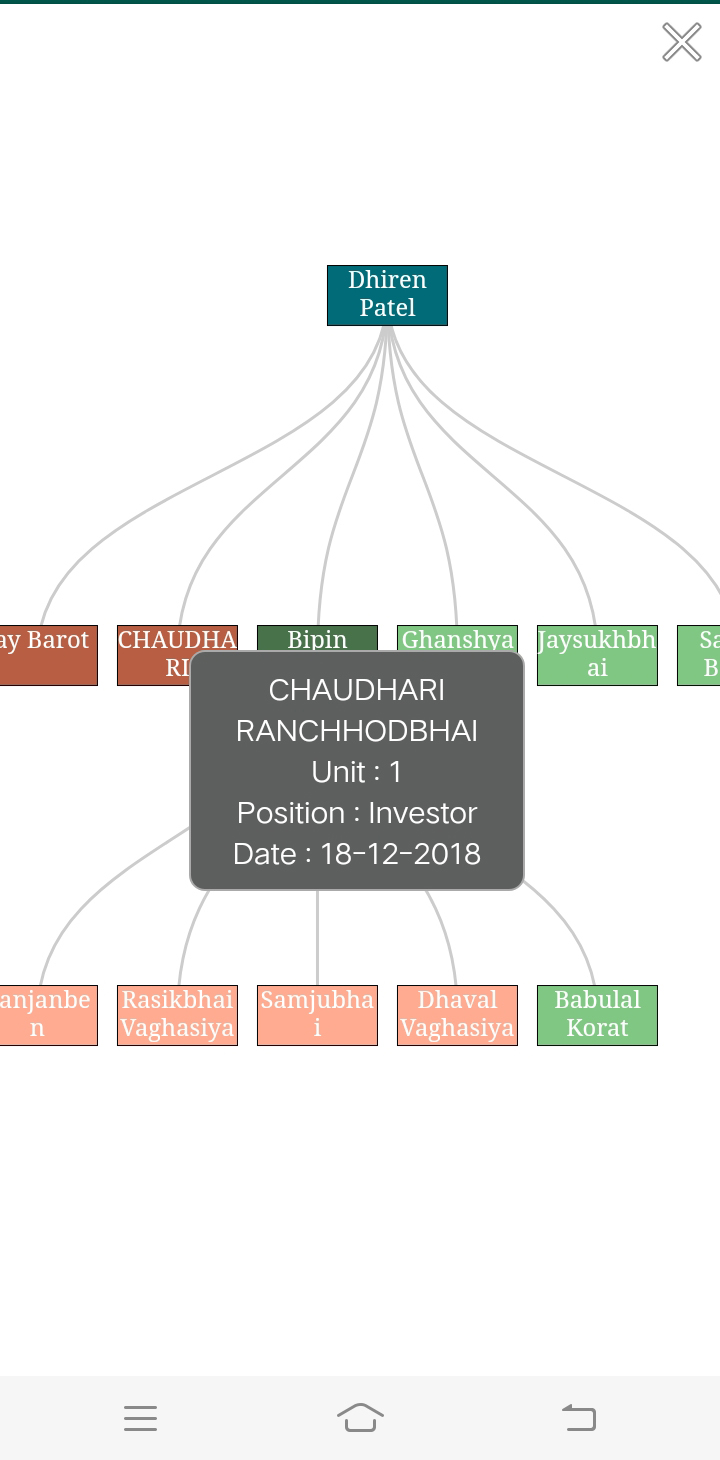 Dhiren
Patel
ay Barot
CHAUDHA
RI
Bipin
Ghanshya
Jaysukhbh
ai
Sa
B
CHAUDHARI
RANCHHODBHAI
Unit : 1
Position : Investor
Date : 18-12-2018
anjanbe
n
Rasikbhai
Vaghasiya
Samjubha
i
Dhaval
Vaghasiya
Babulal
Korat